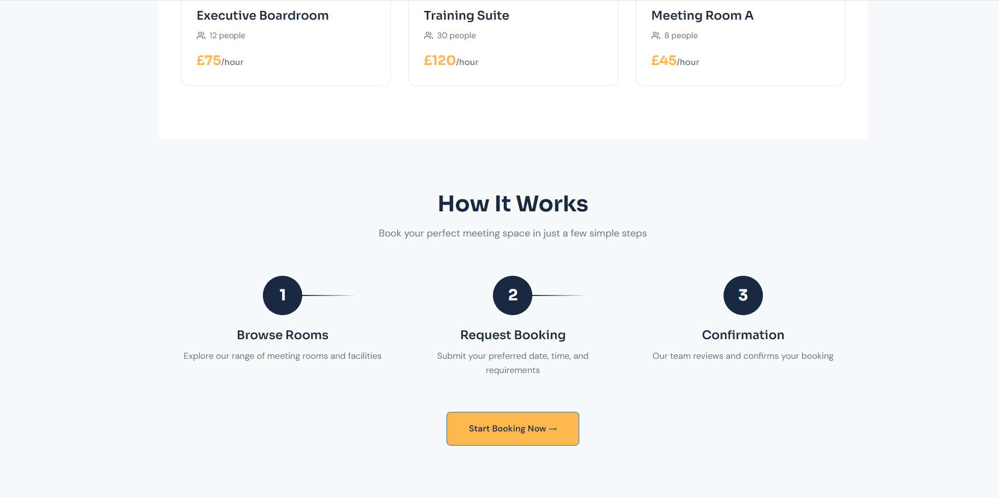 Executive Boardroom
12 people
£75/hour
Training Suite
30 people
£120/hour
Meeting Room A
8 people
£45/hour
How It Works
Book your perfect meeting space in just a few simple steps
1
Browse Rooms
Explore our range of meeting rooms and facilities
2
Request Booking
Submit your preferred date, time, and
requirements
3
Confirmation
Our team reviews and confirms your booking
Start Booking Now →